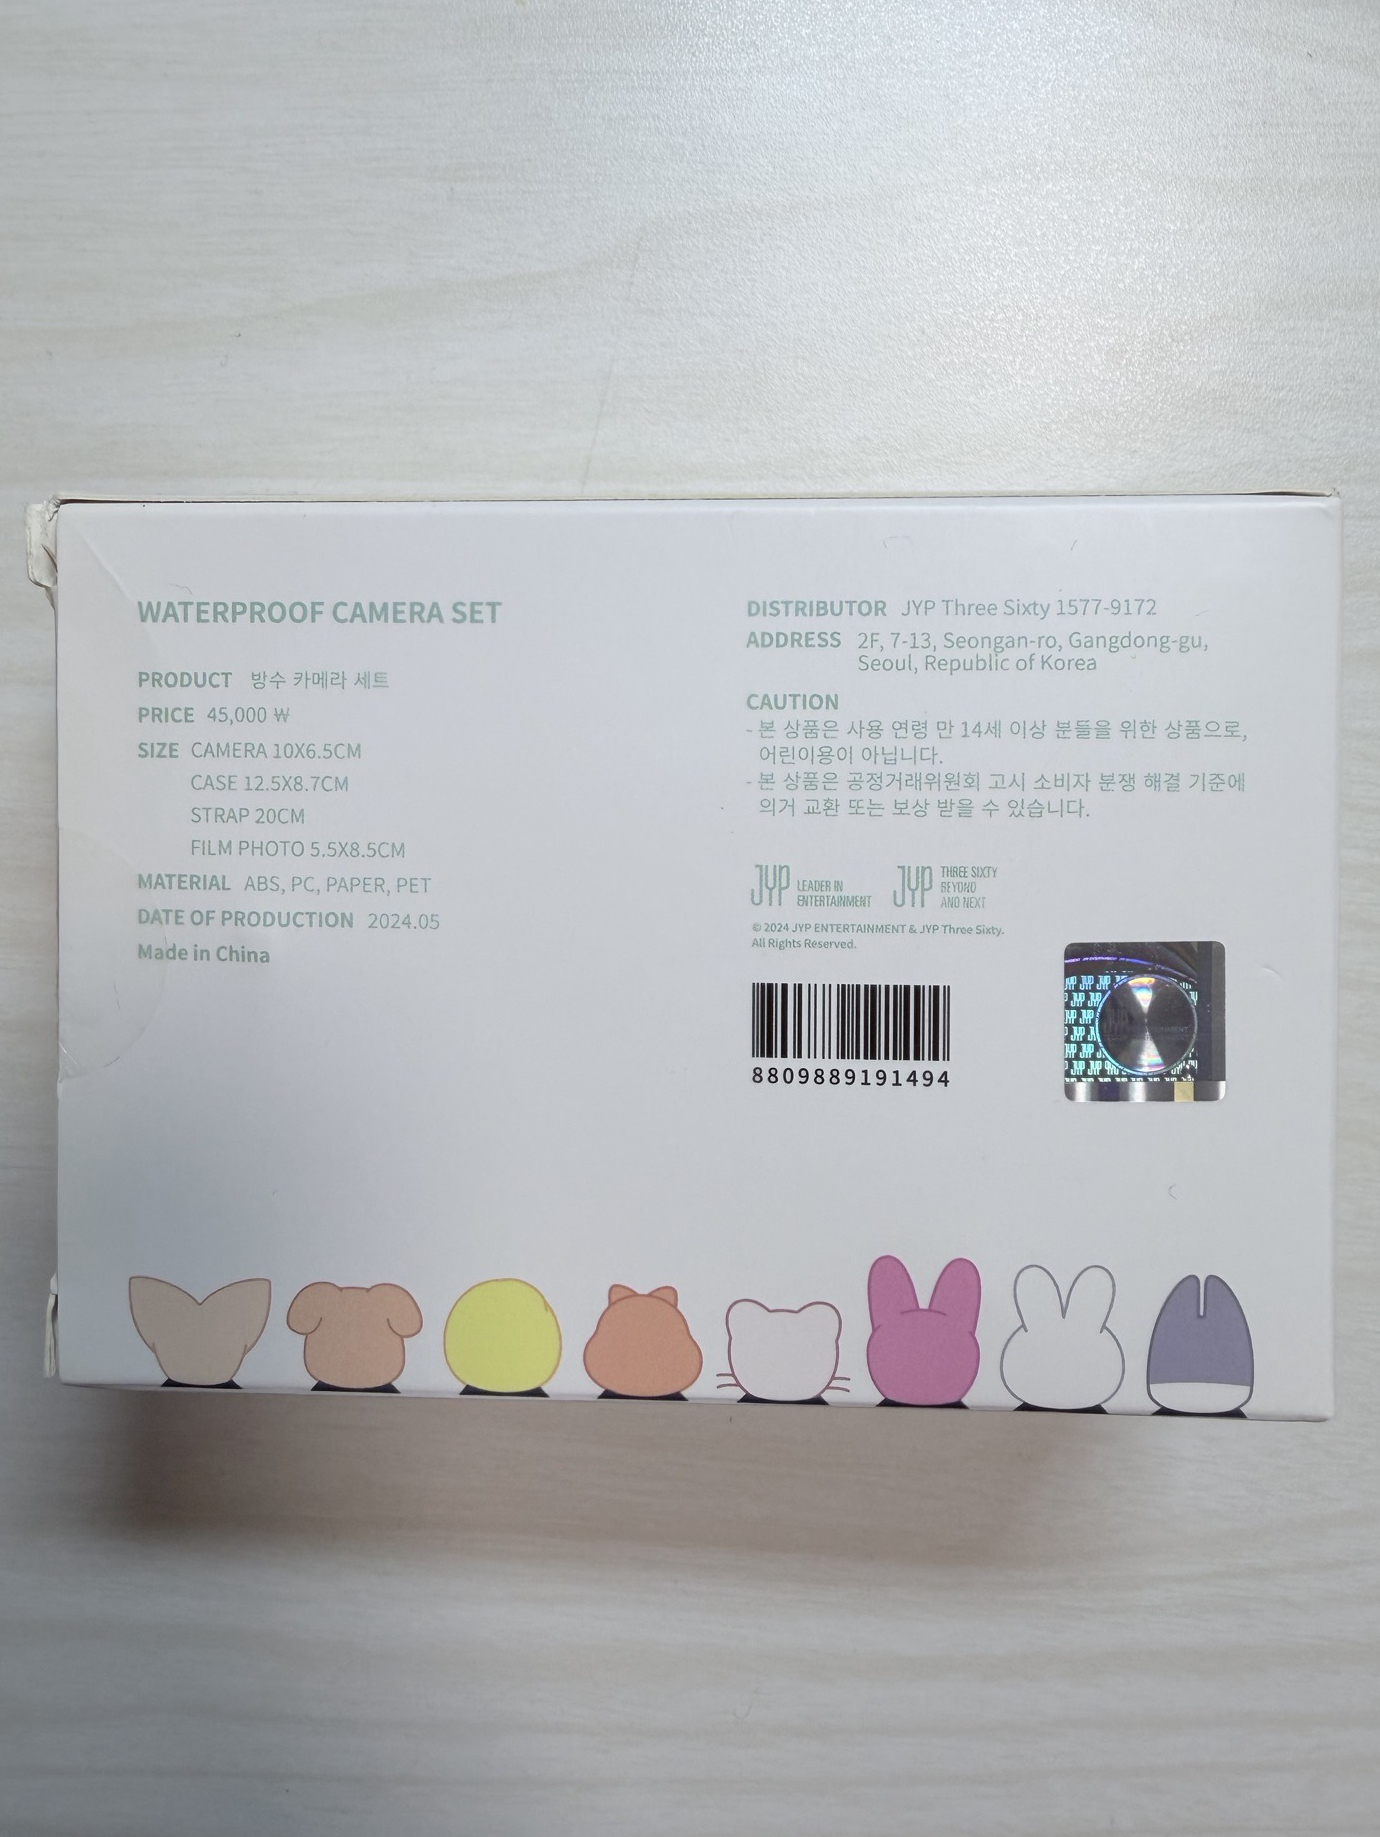 WATERPROOF CAMERA SET
PRODUCT 방수 카메라 세트
PRICE 45,000 ₩
SIZE CAMERA 10X6.5CM
CASE 12.5X8.7CM
STRAP 20CM
FILM PHOTO 5.5X8.5CM
MATERIAL ABS, PC, PAPER, PET
DATE OF PRODUCTION 2024.05
Made in China
DISTRIBUTOR JYP Three Sixty 1577-9172
ADDRESS 2F, 7-13, Seongan-ro, Gangdong-gu,
Seoul, Republic of Korea
CAUTION
- 본 상품은 사용 연령 만 14세 이상 분들을 위한 상품으로,
어린이용이 아닙니다.
- 본 상품은 공정거래위원회 고시 소비자 분쟁 해결 기준에
의거 교환 또는 보상 받을 수 있습니다.
JYP LEADER IN
ENTERTAINMENT
JYP THREE SIXTY
BEYOND
AND NEXT
© 2024 JYP ENTERTAINMENT & JYP Three Sixty.
All Rights Reserved.
8809889191494